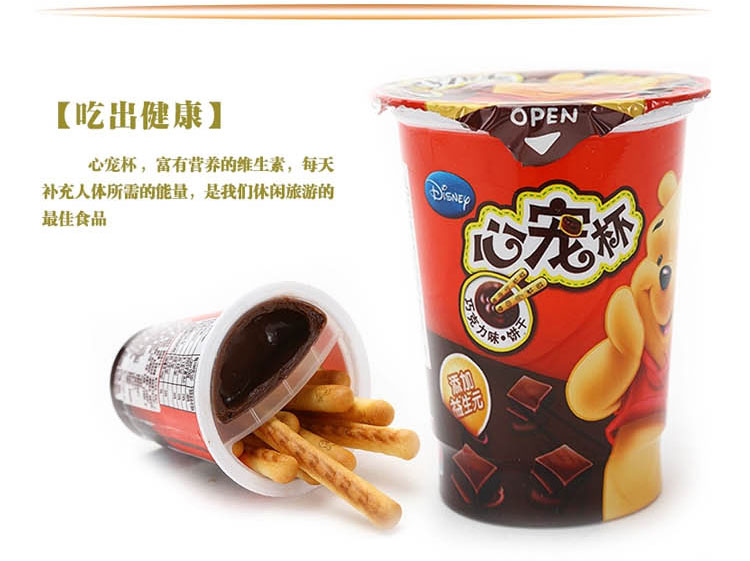 【吃出健康】
心宠杯，富有营养的维生素，每天
补充人体所需的能量，是我们休闲旅游的
最佳食品
OPEN
Disney
心宠杯
巧克力味·饼干
添加
益生元